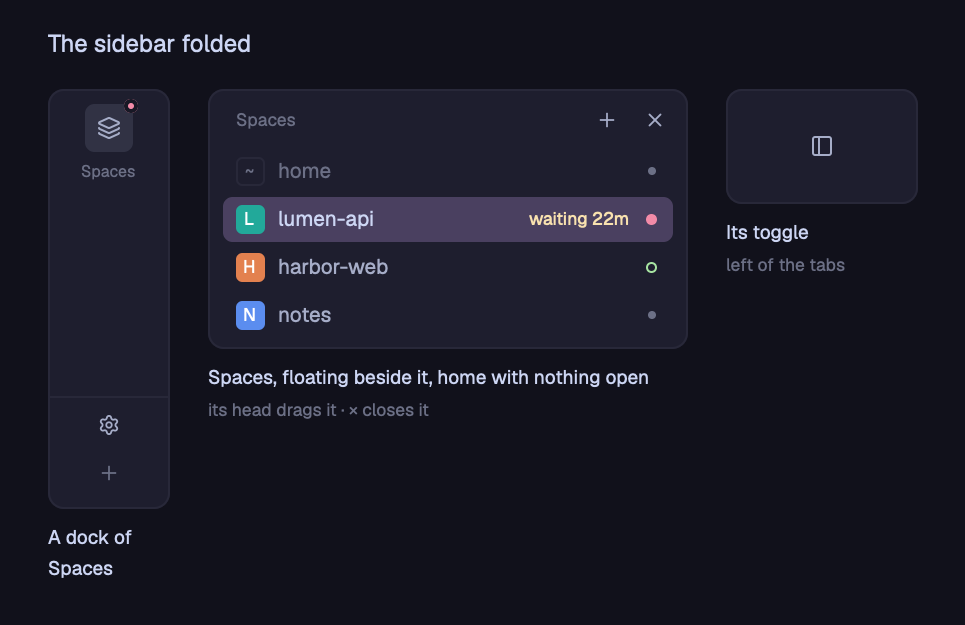 The sidebar folded
Spaces
Spaces
~ home
L lumen-api waiting 22m
H harbor-web
N notes
Its toggle
left of the tabs
Spaces, floating beside it, home with nothing open
its head drags it · × closes it
A dock of
Spaces